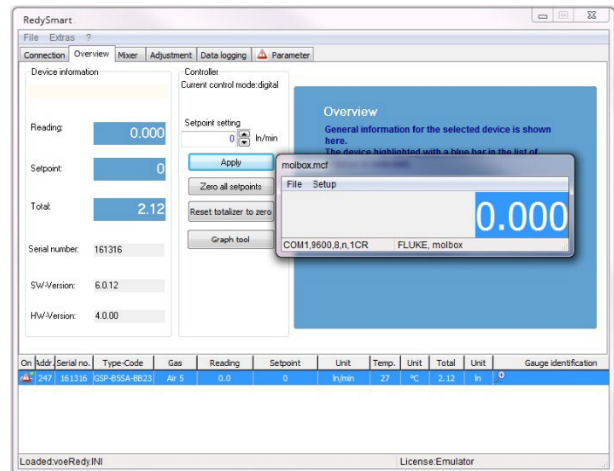 RedySmart
File Extras ?
Connection Overview Mixer Adjustment Data logging Parameter
Device information
Controller
Current control mode:digital
Reading: 0.000
Setpoint setting
0 ln/min
Setpoint: 0
Apply
Zero all setpoints
Total: 2.12
Reset totalizer to zero
Graph tool
Serial number: 161316
SW-Version: 6.0.12
HW-Version: 4.0.00
Overview
General information for the selected device is shown
here.
The device highlighted with a blue bar in the list of
molbox.mcf
File Setup
0.000
COM1,9600,8,n,1CR FLUKE, molbox
On Addr. Serial no. Type-Code Gas Reading Setpoint Unit Temp. Unit Total Unit Gauge identification
247 161316 GSP-B5SA-BB23 Air 5 0.0 0 ln/min 27 °C 2.12 ln
Loaded:voeRedy.INI License:Emulator